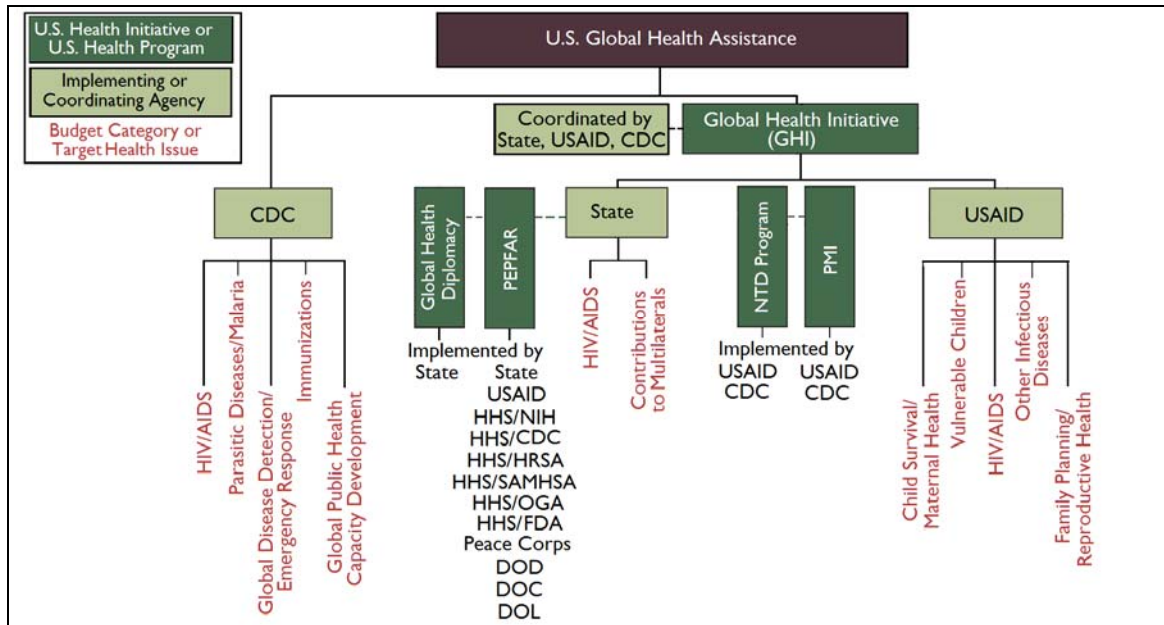 U.S. Health Initiative or
U.S. Health Program
Implementing or
Coordinating Agency
Budget Category or
Target Health Issue
U.S. Global Health Assistance
Coordinated by
State, USAID, CDC
Global Health Initiative
(GHI)
CDC
Global Health
Diplomacy
PEPFAR
State
NTD Program
PMI
USAID
HIV/AIDS
Parasitic Diseases/Malaria
Global Disease Detection/
Emergency Response
Immunizations
Global Public Health
Capacity Development
Implemented by
State
State
USAID
HHS/NIH
HHS/CDC
HHS/HRSA
HHS/SAMHSA
HHS/OGA
HHS/FDA
Peace Corps
DOD
DOC
DOL
HIV/AIDS
Contributions
to Multilaterals
Implemented by
USAID
CDC
USAID
CDC
Child Survival/
Maternal Health
Vulnerable Children
HIV/AIDS
Other Infectious
Diseases
Family Planning/
Reproductive Health